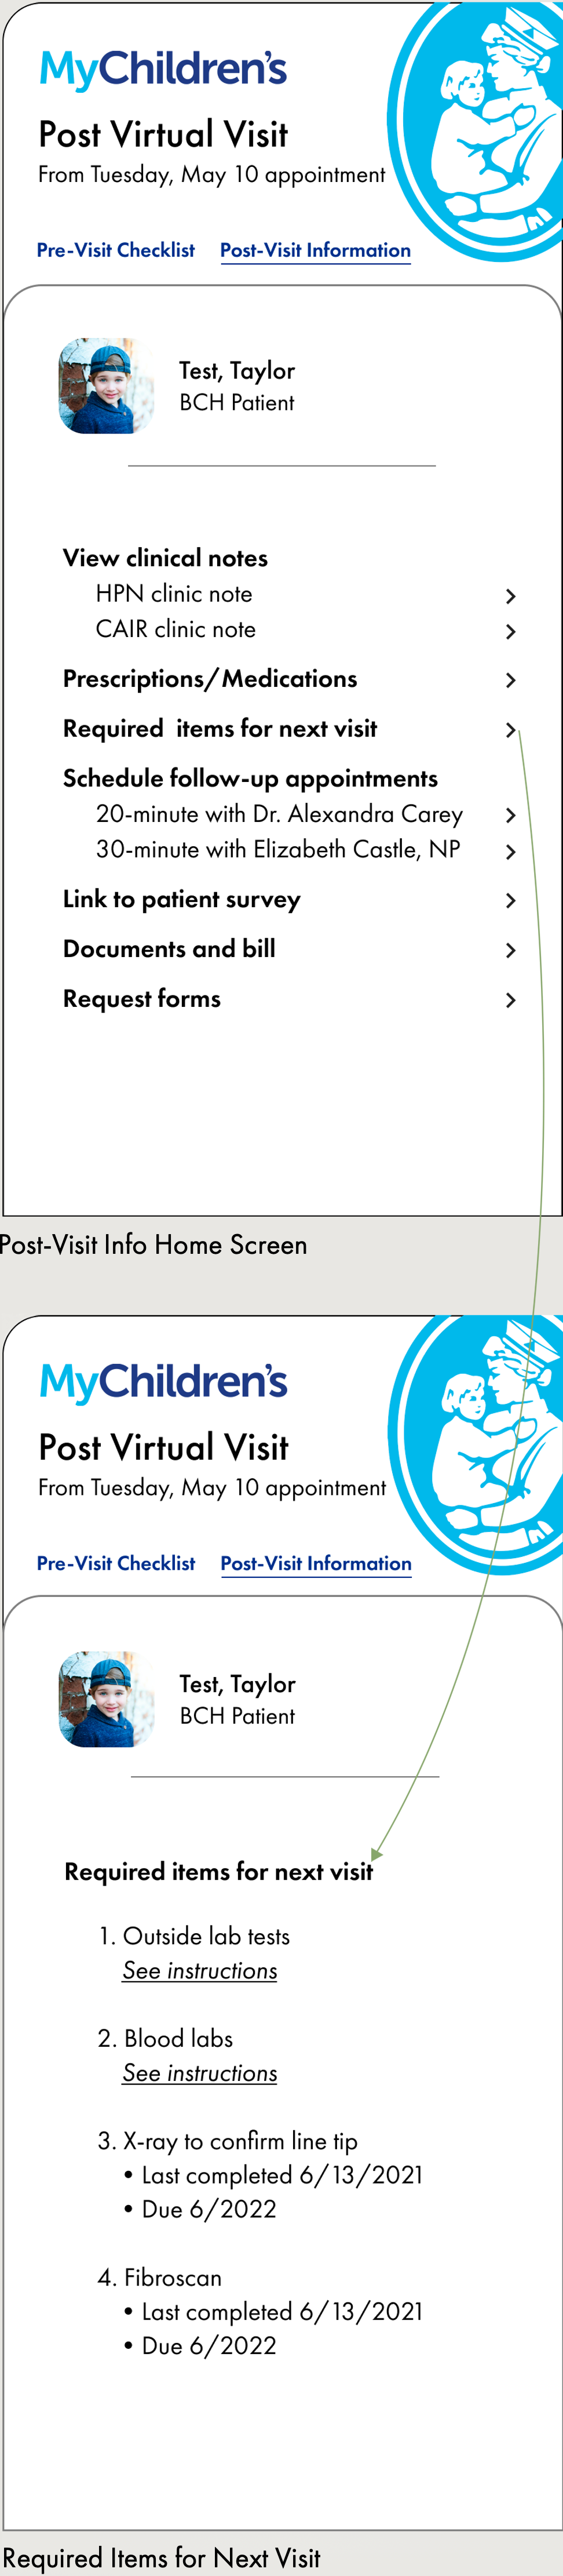 MyChildren's
Post Virtual Visit
From Tuesday, May 10 appointment
Pre-Visit Checklist Post-Visit Information
Test, Taylor
BCH Patient
View clinical notes
HPN clinic note
CAIR clinic note
Prescriptions/Medications
Required items for next visit
Schedule follow-up appointments
20-minute with Dr. Alexandra Carey
30-minute with Elizabeth Castle, NP
Link to patient survey
Documents and bill
Request forms
Post-Visit Info Home Screen
MyChildren's
Post Virtual Visit
From Tuesday, May 10 appointment
Pre-Visit Checklist Post-Visit Information
Test, Taylor
BCH Patient
Required items for next visit
1. Outside lab tests
See instructions
2. Blood labs
See instructions
3. X-ray to confirm line tip
• Last completed 6/13/2021
• Due 6/2022
4. Fibroscan
• Last completed 6/13/2021
• Due 6/2022
Required Items for Next Visit